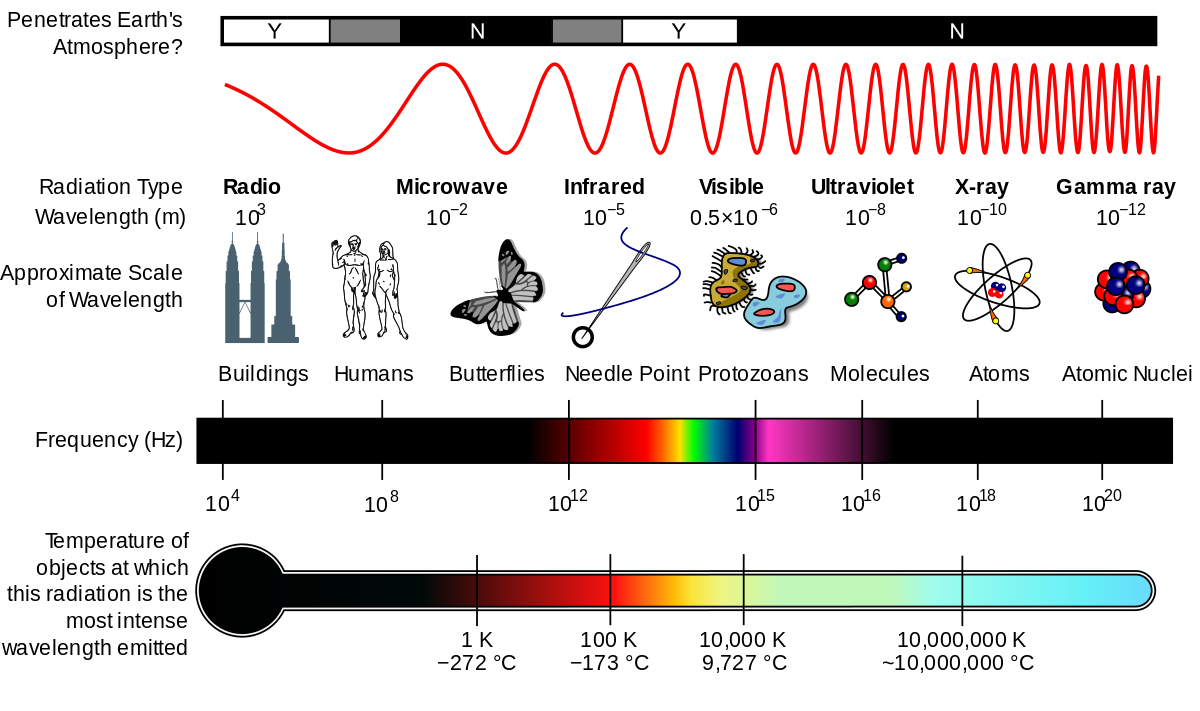 Penetrates Earth's
Atmosphere?
Y N Y N
Radiation Type
Radio Microwave Infrared Visible Ultraviolet X-ray Gamma ray
Wavelength (m)
10³ 10⁻² 10⁻⁵ 0.5×10⁻⁶ 10⁻⁸ 10⁻¹⁰ 10⁻¹²
Approximate Scale
of Wavelength
Buildings Humans Butterflies Needle Point Protozoans Molecules Atoms Atomic Nuclei
Frequency (Hz)
10⁴ 10⁸ 10¹² 10¹⁵ 10¹⁶ 10¹⁸ 10²⁰
Temperature of
objects at which
this radiation is the
most intense
wavelength emitted
1 K 100 K 10,000 K 10,000,000 K
−272 °C −173 °C 9,727 °C ~10,000,000 °C